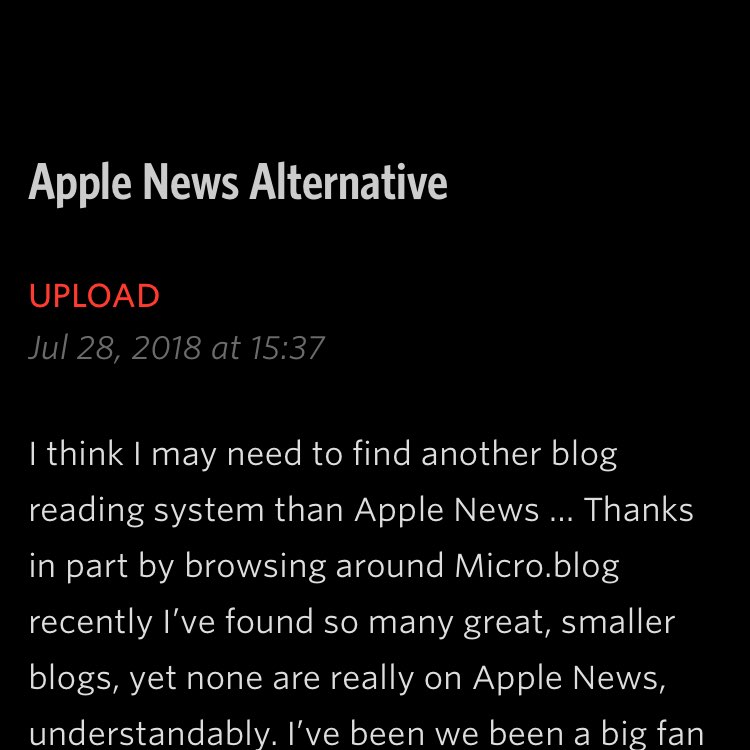 Apple News Alternative
UPLOAD
Jul 28, 2018 at 15:37
I think I may need to find another blog
reading system than Apple News ... Thanks
in part by browsing around Micro.blog
recently I’ve found so many great, smaller
blogs, yet none are really on Apple News,
understandably. I’ve been we been a big fan